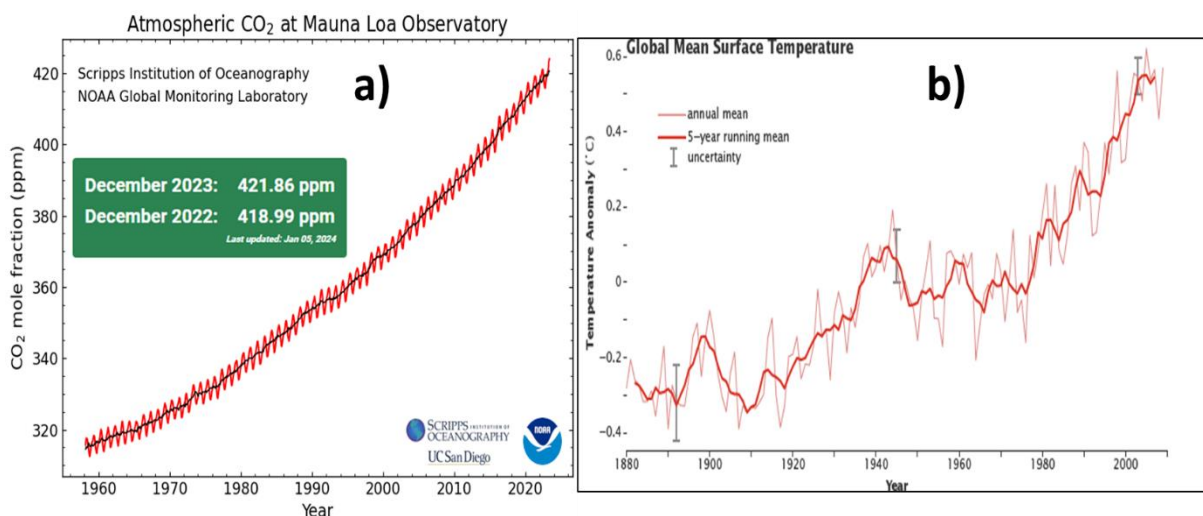 Atmospheric CO₂ at Mauna Loa Observatory
Scripps Institution of Oceanography
NOAA Global Monitoring Laboratory
a)
December 2023: 421.86 ppm
December 2022: 418.99 ppm
Last updated: Jan 05, 2024
CO₂ mole fraction (ppm)
420
400
380
360
340
320
SCRIPPS INSTITUTION OF
OCEANOGRAPHY
UC San Diego
NOAA
1960 1970 1980 1990 2000 2010 2020
Year
Global Mean Surface Temperature
b)
annual mean
5-year running mean
uncertainty
Temperature Anomaly (°C)
0.6
0.4
0.2
0
-0.2
-0.4
1880 1900 1920 1940 1960 1980 2000
Year